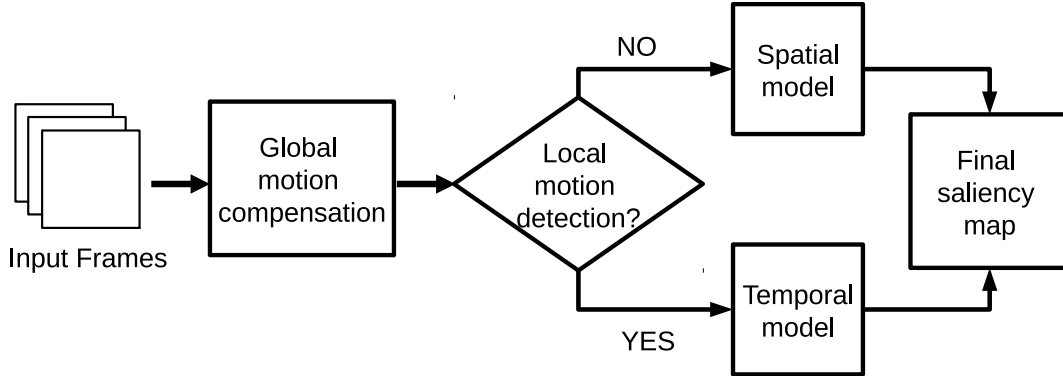 Input Frames
Global
motion
compensation
Local
motion
detection?
NO
Spatial
model
YES
Temporal
model
Final
saliency
map